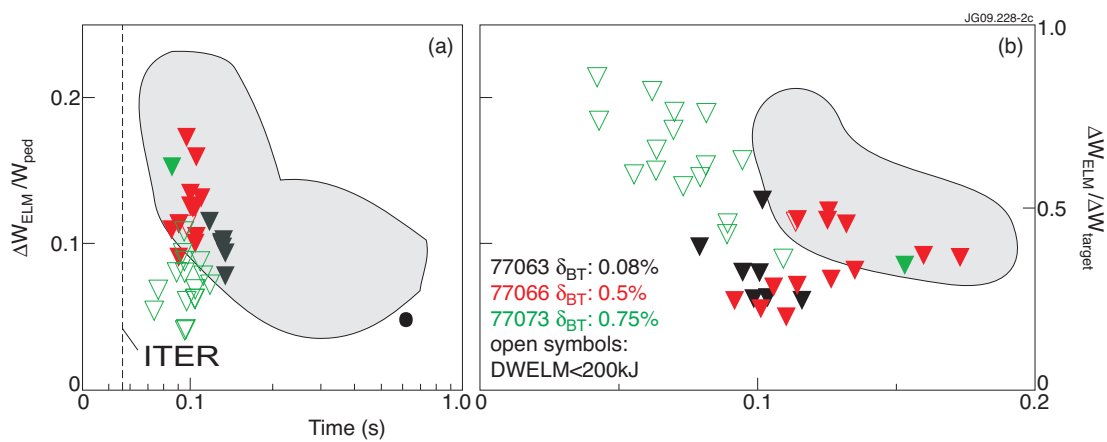 JG09.228-2c
(a)
0.2
0.1
0
ΔW_ELM /W_ped
ITER
0.1
1.0
Time (s)
(b)
77063 δ_BT: 0.08%
77066 δ_BT: 0.5%
77073 δ_BT: 0.75%
open symbols:
DWELM<200kJ
0
0.1
0.2
1.0
0.5
0
ΔW_ELM /ΔW_target